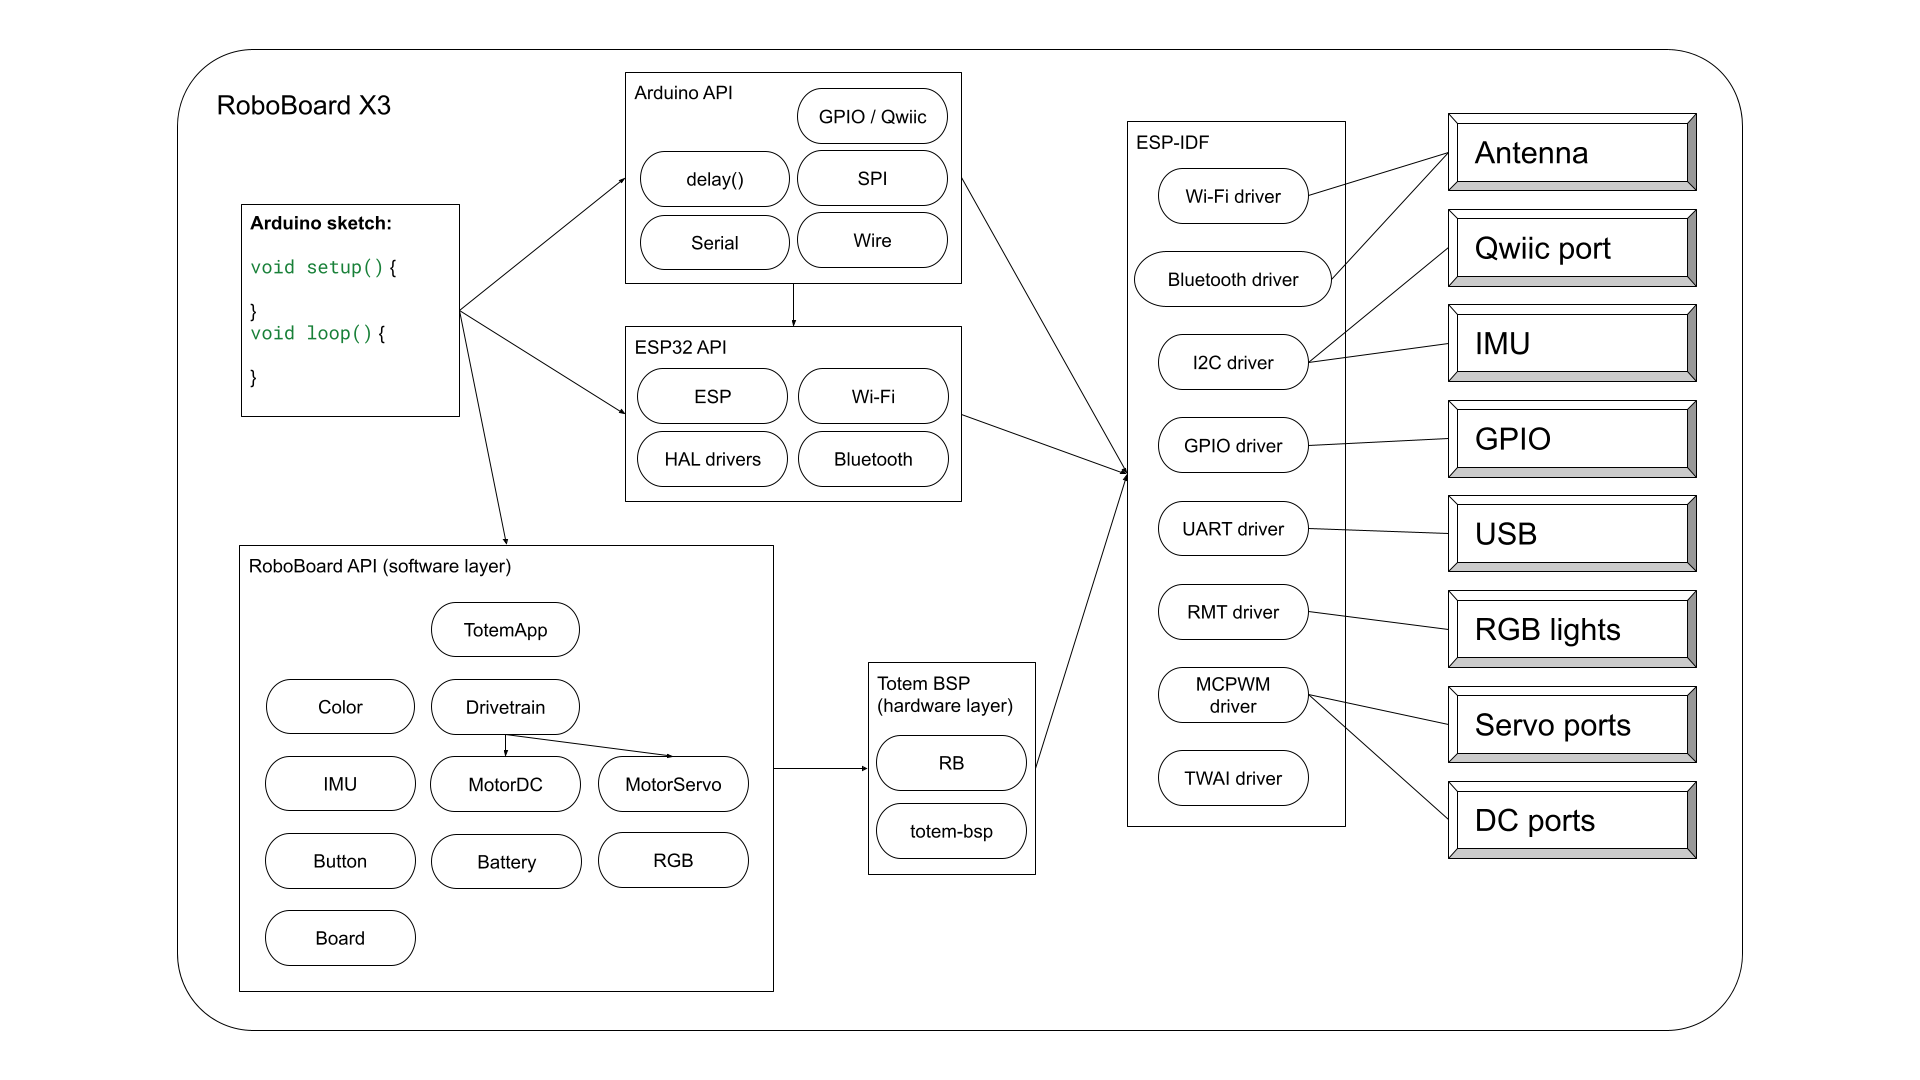 RoboBoard X3
Arduino sketch:
void setup() {
}
void loop() {
}
Arduino API
GPIO / Qwiic
delay()
SPI
Serial
Wire
ESP32 API
ESP
Wi-Fi
HAL drivers
Bluetooth
RoboBoard API (software layer)
TotemApp
Color
Drivetrain
IMU
MotorDC
MotorServo
Button
Battery
RGB
Board
Totem BSP
(hardware layer)
RB
totem-bsp
ESP-IDF
Wi-Fi driver
Bluetooth driver
I2C driver
GPIO driver
UART driver
RMT driver
MCPWM
driver
TWAI driver
Antenna
Qwiic port
IMU
GPIO
USB
RGB lights
Servo ports
DC ports